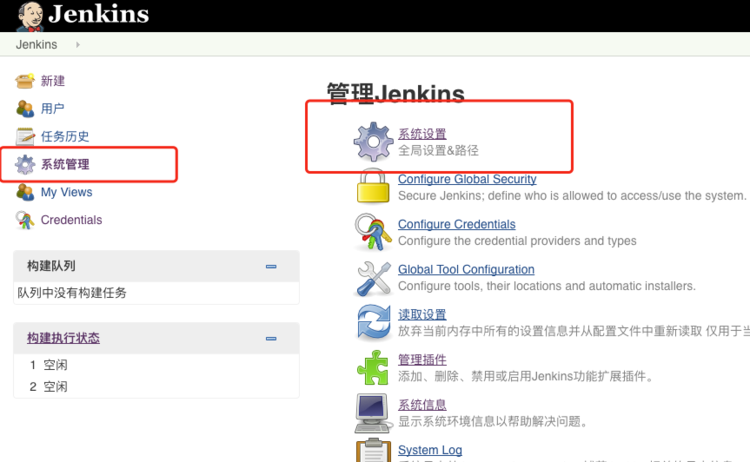 Jenkins
Jenkins
新建
用户
任务历史
系统管理
My Views
Credentials
构建队列
队列中没有构建任务
构建执行状态
1 空闲
2 空闲
管理Jenkins
系统设置
全局设置&路径
Configure Global Security
Secure Jenkins; define who is allowed to access/use the system.
Configure Credentials
Configure the credential providers and types
Global Tool Configuration
Configure tools, their locations and automatic installers.
读取设置
放弃当前内存中所有的设置信息并从配置文件中重新读取 仅用于当
管理插件
添加、删除、禁用或启用Jenkins功能扩展插件。
系统信息
显示系统环境信息以帮助解决问题。
System Log